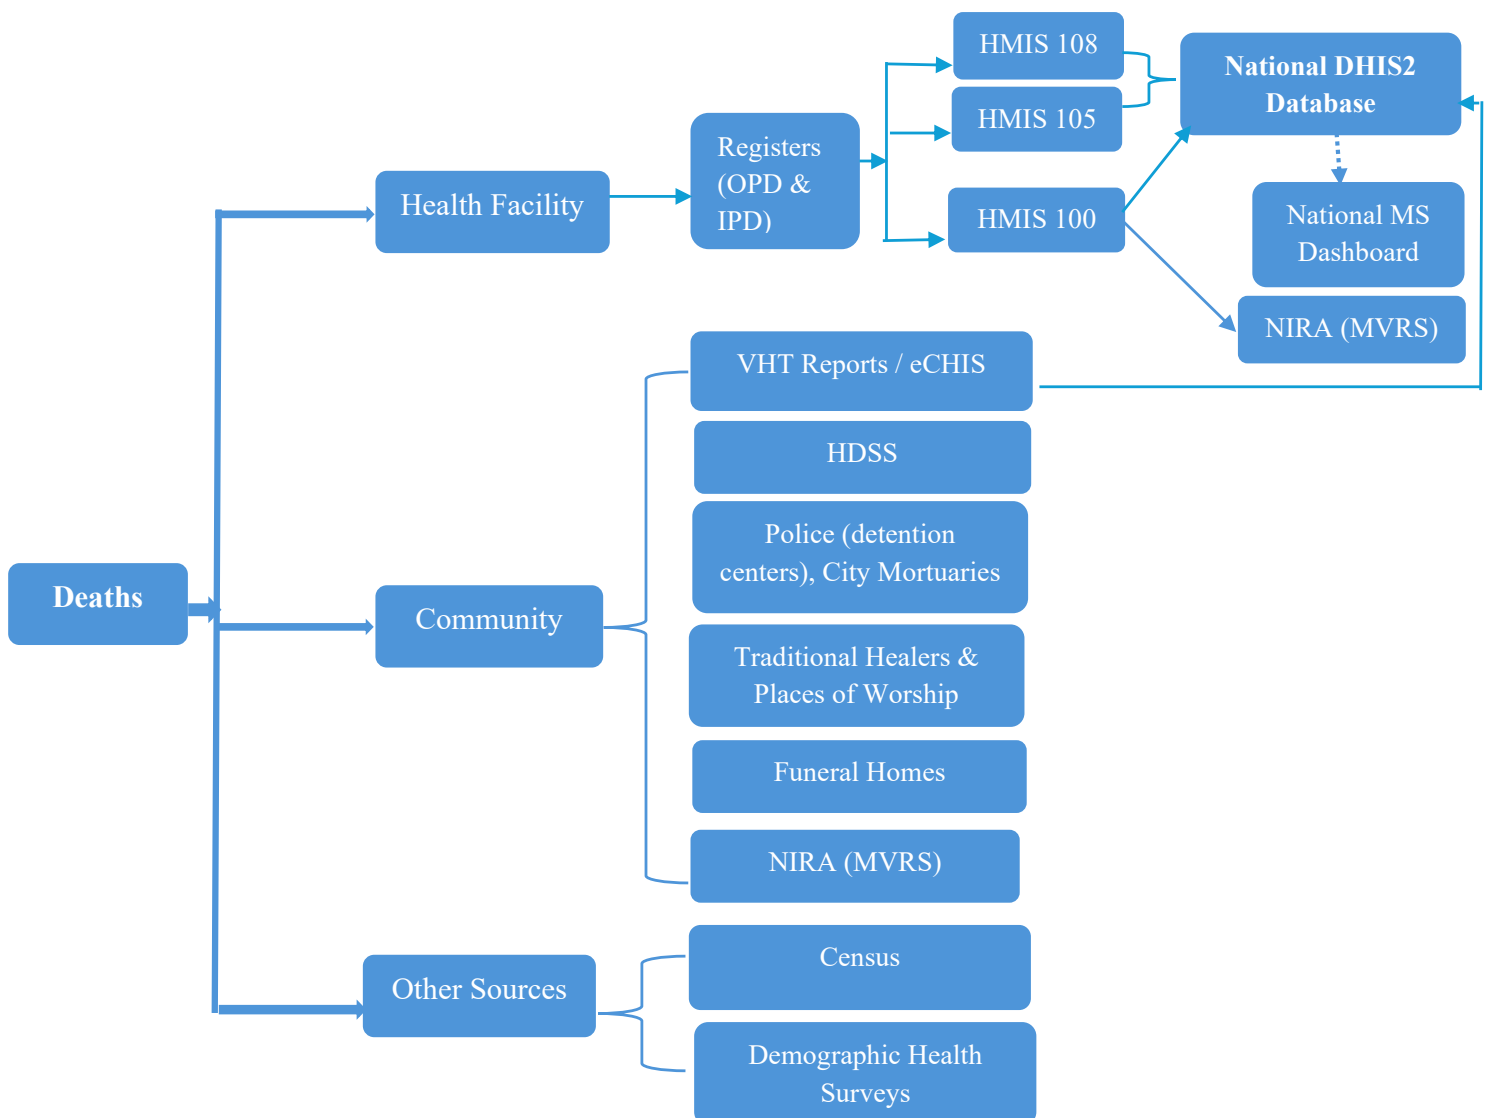 Deaths
Health Facility
Registers
(OPD &
IPD)
HMIS 108
HMIS 105
HMIS 100
National DHIS2
Database
National MS
Dashboard
NIRA (MVRS)
Community
VHT Reports / eCHIS
HDSS
Police (detention
centers), City Mortuaries
Traditional Healers &
Places of Worship
Funeral Homes
NIRA (MVRS)
Other Sources
Census
Demographic Health
Surveys